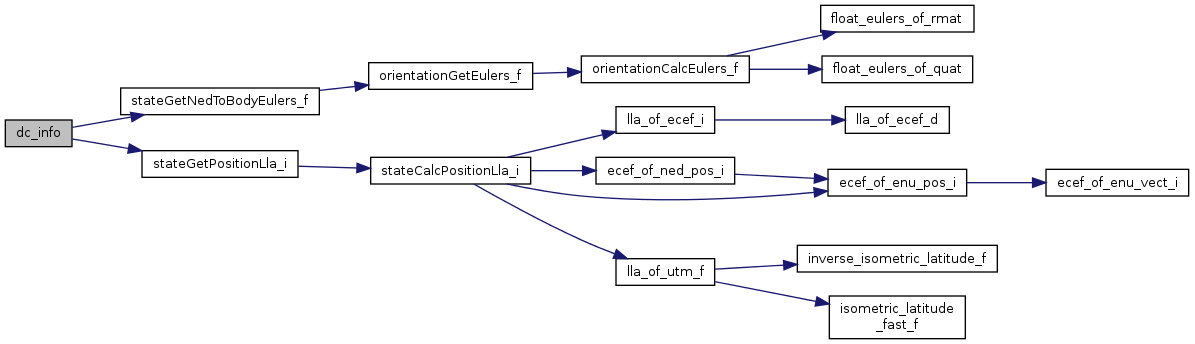 float_eulers_of_rmat
orientationGetEulers_f
orientationCalcEulers_f
float_eulers_of_quat
stateGetNedToBodyEulers_f
dc_info
lla_of_ecef_i
lla_of_ecef_d
stateGetPositionLla_i
stateCalcPositionLla_i
ecef_of_ned_pos_i
ecef_of_enu_pos_i
ecef_of_enu_vect_i
lla_of_utm_f
inverse_isometric_latitude_f
isometric_latitude
_fast_f